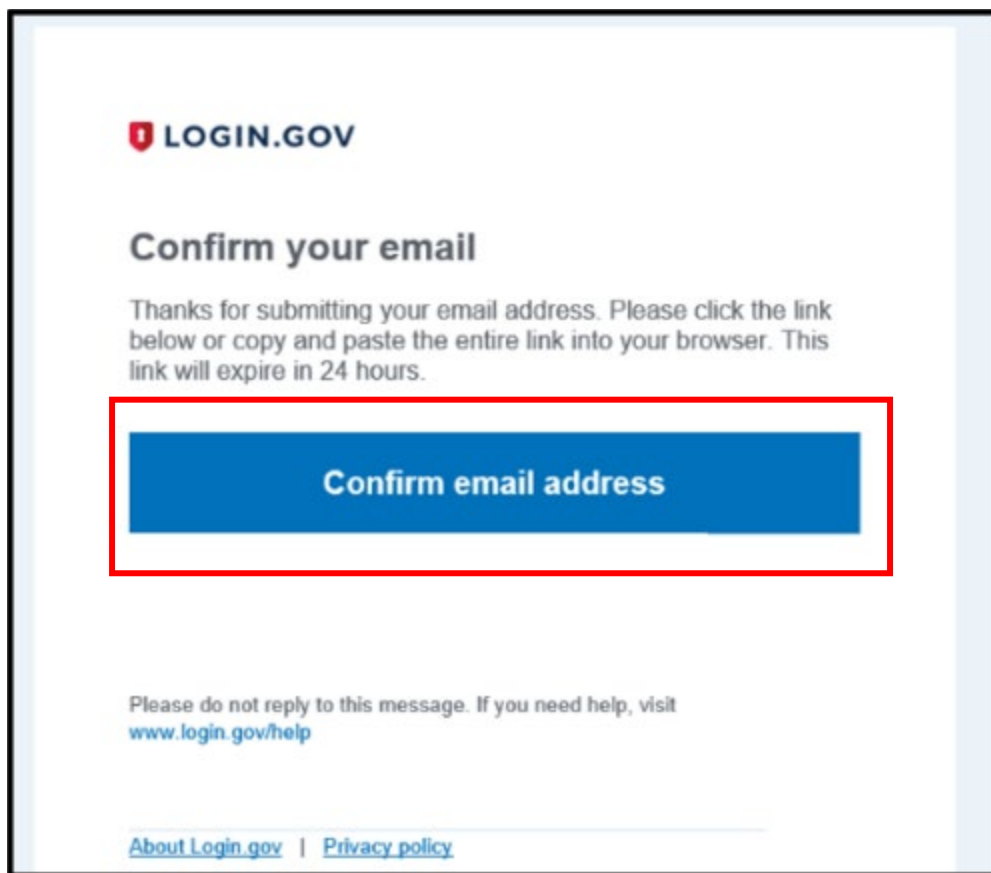 LOGIN.GOV
Confirm your email
Thanks for submitting your email address. Please click the link
below or copy and paste the entire link into your browser. This
link will expire in 24 hours.
Confirm email address
Please do not reply to this message. If you need help, visit
www.login.gov/help
About Login.gov | Privacy policy